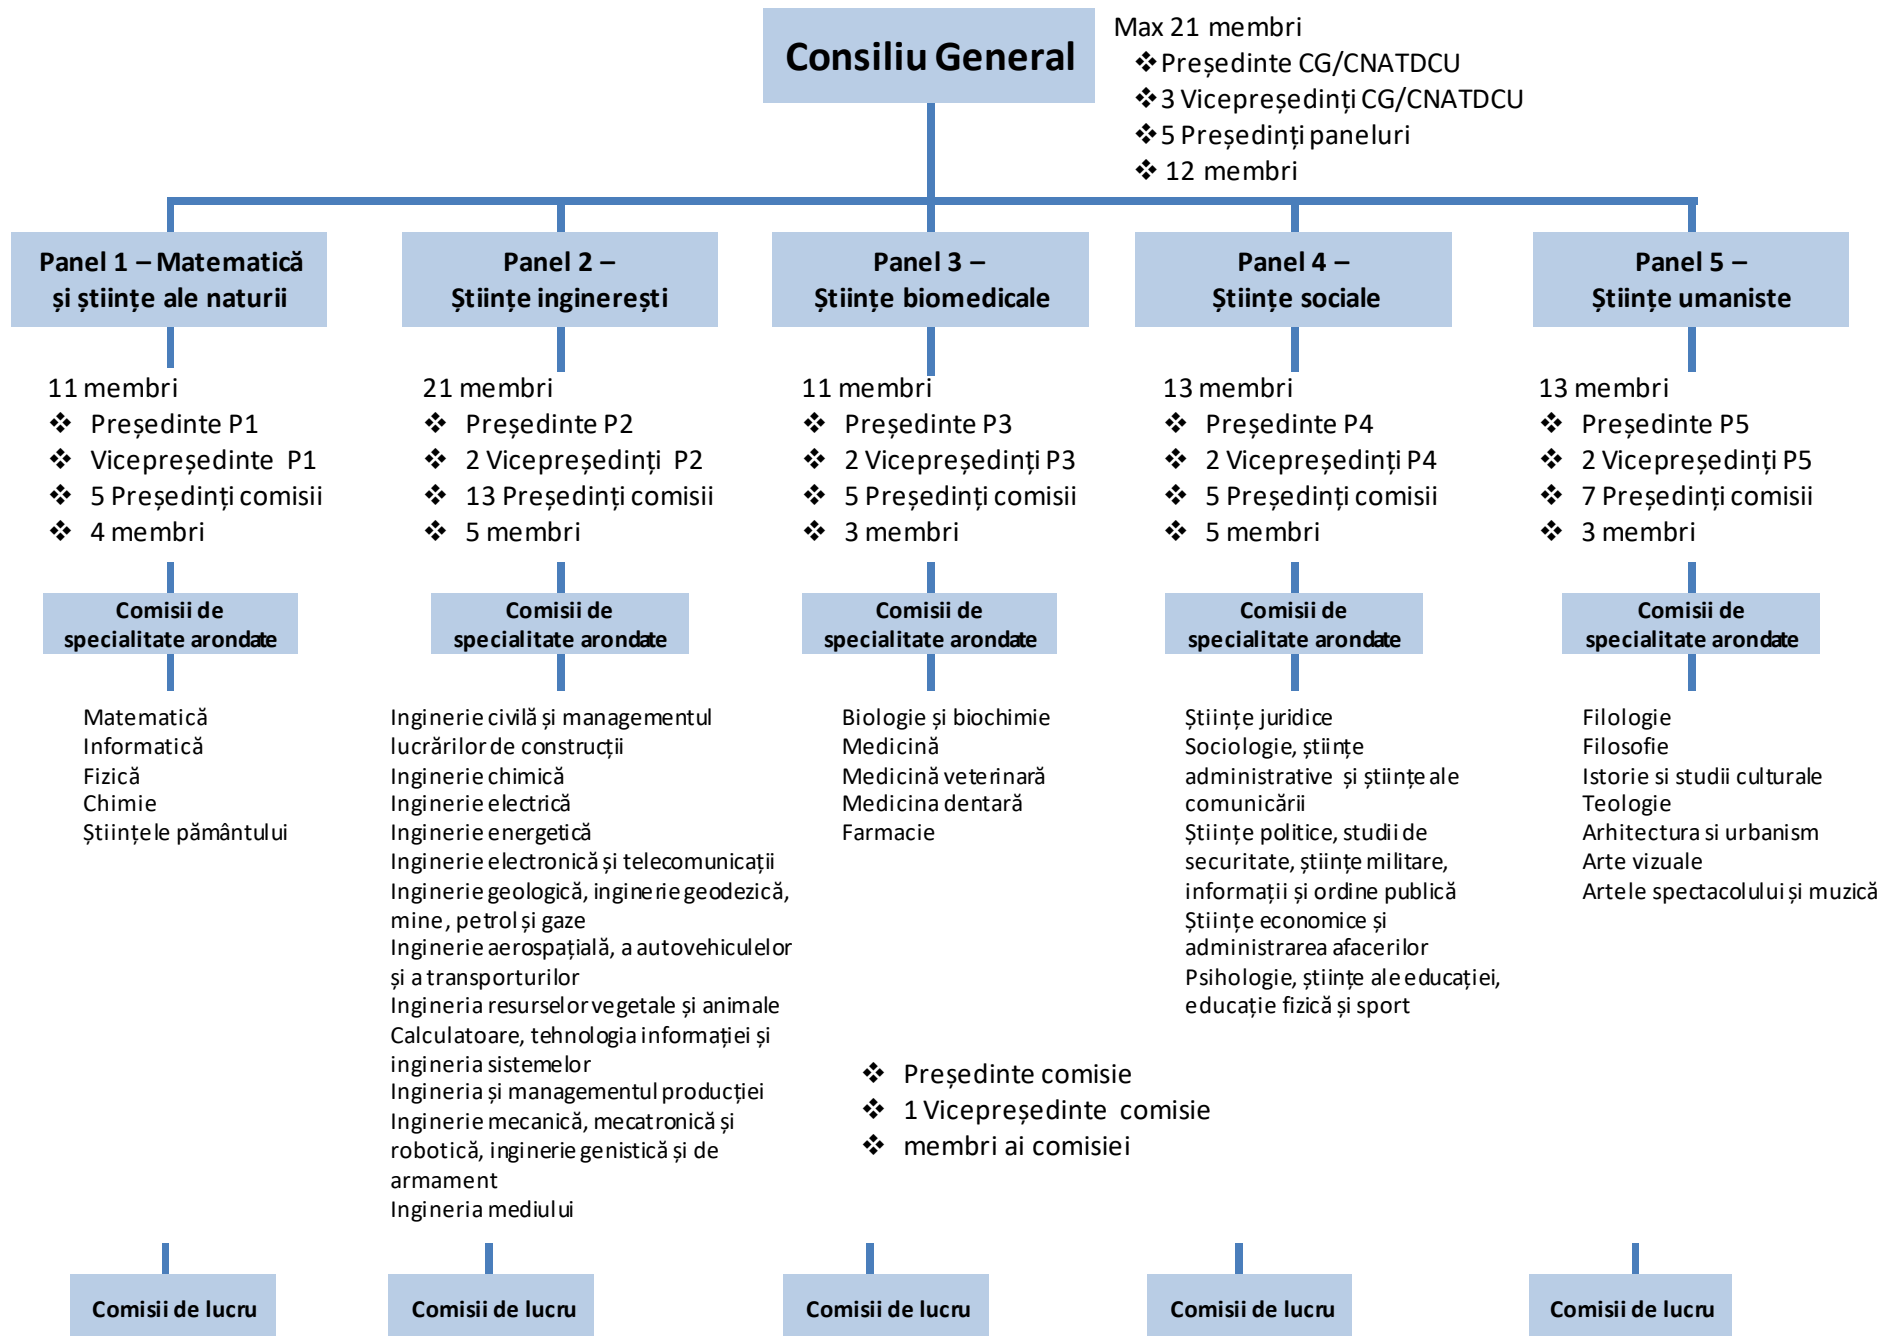 Consiliu General
Max 21 membri
❖ Președinte CG/CNATDCU
❖ 3 Vicepreședinți CG/CNATDCU
❖ 5 Președinți paneluri
❖ 12 membri
Panel 1 – Matematică
și științe ale naturii
11 membri
❖ Președinte P1
❖ Vicepreședinte P1
❖ 5 Președinți comisii
❖ 4 membri
Comisii de
specialitate arondate
Matematică
Informatică
Fizică
Chimie
Științele pământului
Comisii de lucru
Panel 2 –
Științe inginerești
21 membri
❖ Președinte P2
❖ 2 Vicepreședinți P2
❖ 13 Președinți comisii
❖ 5 membri
Comisii de
specialitate arondate
Inginerie civilă și managementul
lucrărilor de construcții
Inginerie chimică
Inginerie electrică
Inginerie energetică
Inginerie electronică și telecomunicații
Inginerie geologică, inginerie geodezică,
mine, petrol și gaze
Inginerie aerospațială, a autovehiculelor
și a transporturilor
Ingineria resurselor vegetale și animale
Calculatoare, tehnologia informației și
ingineria sistemelor
Ingineria și managementul producției
Inginerie mecanică, mecatronică și
robotică, inginerie genistică și de
armament
Ingineria mediului
Comisii de lucru
Panel 3 –
Științe biomedicale
11 membri
❖ Președinte P3
❖ 2 Vicepreședinți P3
❖ 5 Președinți comisii
❖ 3 membri
Comisii de
specialitate arondate
Biologie și biochimie
Medicină
Medicină veterinară
Medicina dentară
Farmacie
❖ Președinte comisie
❖ 1 Vicepreședinte comisie
❖ membri ai comisiei
Comisii de lucru
Panel 4 –
Științe sociale
13 membri
❖ Președinte P4
❖ 2 Vicepreședinți P4
❖ 5 Președinți comisii
❖ 5 membri
Comisii de
specialitate arondate
Științe juridice
Sociologie, științe
administrative și științe ale
comunicării
Științe politice, studii de
securitate, științe militare,
informații și ordine publică
Științe economice și
administrarea afacerilor
Psihologie, științe ale educației,
educație fizică și sport
Comisii de lucru
Panel 5 –
Științe umaniste
13 membri
❖ Președinte P5
❖ 2 Vicepreședinți P5
❖ 7 Președinți comisii
❖ 3 membri
Comisii de
specialitate arondate
Filologie
Filosofie
Istorie si studii culturale
Teologie
Arhitectura si urbanism
Arte vizuale
Artele spectacolului și muzică
Comisii de lucru